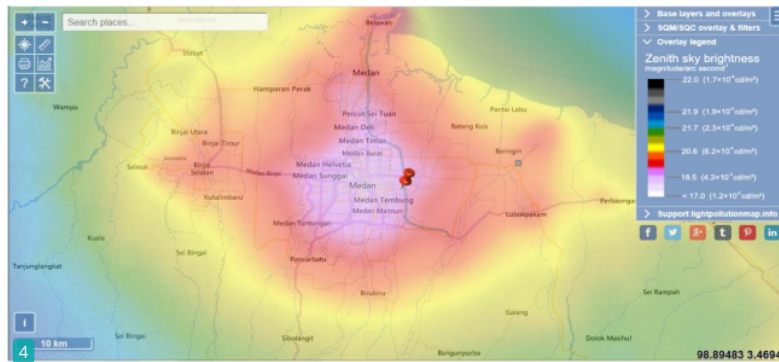 + −
Search places...
?
Base layers and overlays
SQM/SQC overlay & filters
Overlay legend
Zenith sky brightness
magnitude/arc second²
22.0 (1.7×10⁻⁴cd/m²)
21.9 (1.9×10⁻⁴cd/m²)
21.7 (2.3×10⁻⁴cd/m²)
20.6 (6.2×10⁻⁴cd/m²)
18.5 (4.3×10⁻³cd/m²)
< 17.0 (1.2×10⁻²cd/m²)
Support lightpollutionmap.info
f
g+
t
in
Belawan
Slabat
Medan
Hamparan Perak
Wampu
Percut Sei Tuan
Pantai Labu
Medan Deli
Batang Kuis
Binjai Utara
Medan Timur
Binjai Timur
Medan Barat
Beringin
Selesai
Medan Helvetia
Binjai Selatan
Medan Binjai
Medan Sunggal
Medan
Kutalimbaru
Medan Tembung
Perbaungan
Medan Maimun
Lubukpakam
Medan Tuntungan
Kuala
Sei Bingai
Pancurbatu
Tanjunglangkat
Biru­biru
Sei Rampah
Galang
Sei Bingai
Sibolangit
Dolok Masihul
Bangunpurba
i
4
10 km
98.89483 3.4694